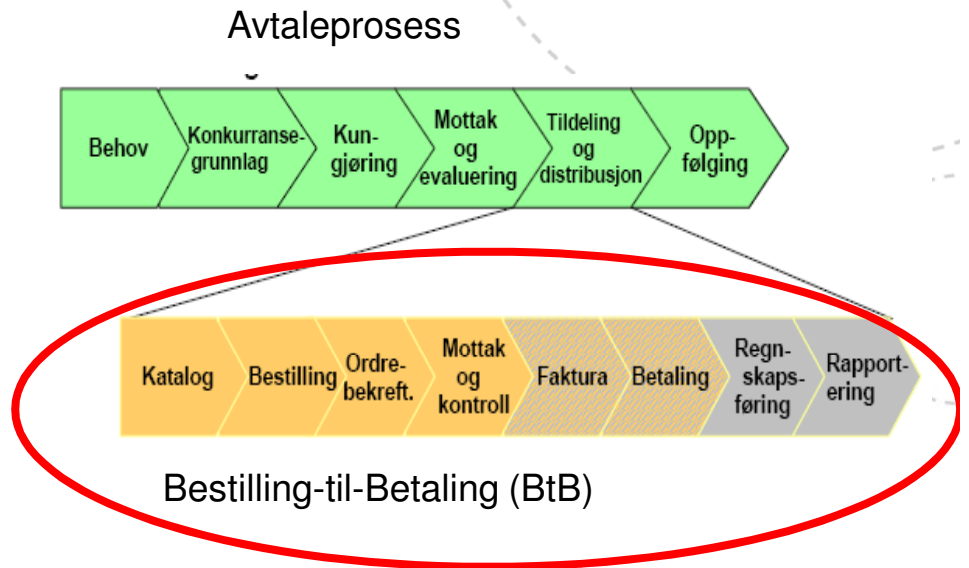 Avtaleprosess
Behov
Konkurranse-
grunnlag
Kun-
gjøring
Mottak
og
evaluering
Tildeling
og
distribusjon
Opp-
følging
Katalog
Bestilling
Ordre-
bekreft.
Mottak
og
kontroll
Faktura
Betaling
Regn-
skaps-
føring
Rapport-
ering
Bestilling-til-Betaling (BtB)